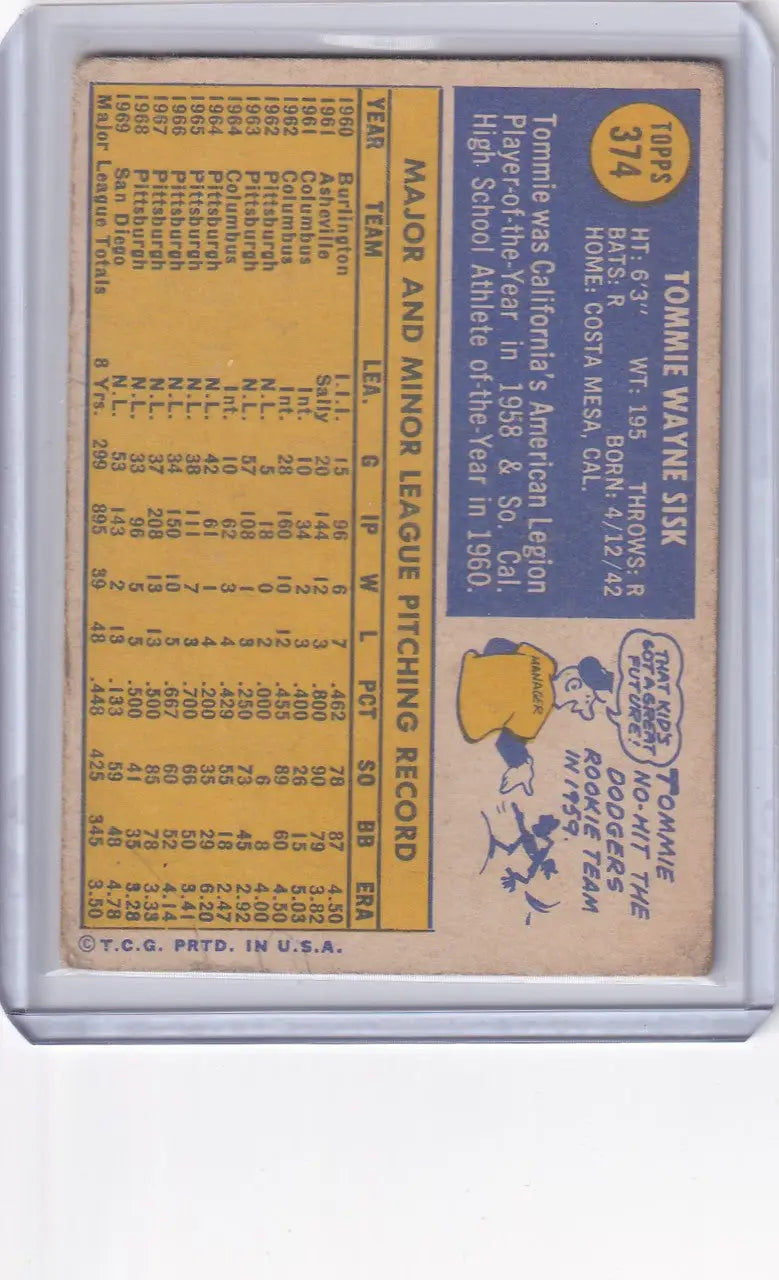 TOPPS
374
TOMMIE WAYNE SISK
HT: 6'3" WT: 195 THROWS: R
BATS: R BORN: 4/12/42
HOME: COSTA MESA, CAL.
Tommie was California's American Legion
Player-of-the-Year in 1958 & So. Cal.
High School Athlete of-the-Year in 1960.
THAT KID'S
GOT A GREAT
FUTURE!
MANAGER
TOMMIE
NO-HIT THE
DODGERS
ROOKIE TEAM
IN 1959.
MAJOR AND MINOR LEAGUE PITCHING RECORD
YEAR TEAM LEA. G IP W L PCT SO BB ERA
1960 Burlington I.I.I. 15 96 6 7 .462 78 87 4.50
1961 Asheville Sally 20 144 12 3 .800 90 79 3.82
1961 Columbus Int. 10 34 2 3 .400 26 15 5.03
1962 Columbus Int. 28 160 10 12 .455 89 60 4.50
1962 Pittsburgh N.L. 5 18 0 2 .000 6 8 4.00
1963 Pittsburgh N.L. 57 108 1 3 .250 73 45 2.92
1964 Columbus Int. 10 62 3 4 .429 55 18 2.47
1964 Pittsburgh N.L. 42 61 1 4 .200 35 29 6.20
1965 Pittsburgh N.L. 38 111 7 3 .700 66 50 3.41
1966 Pittsburgh N.L. 34 150 10 5 .667 60 52 4.14
1967 Pittsburgh N.L. 37 208 13 13 .500 85 78 3.33
1968 Pittsburgh N.L. 33 96 5 5 .500 41 35 3.28
1969 San Diego N.L. 53 143 2 13 .133 59 48 4.78
Major League Totals 8 Yrs. 299 895 39 48 .448 425 345 3.50
©T.C.G. PRTD. IN U.S.A.